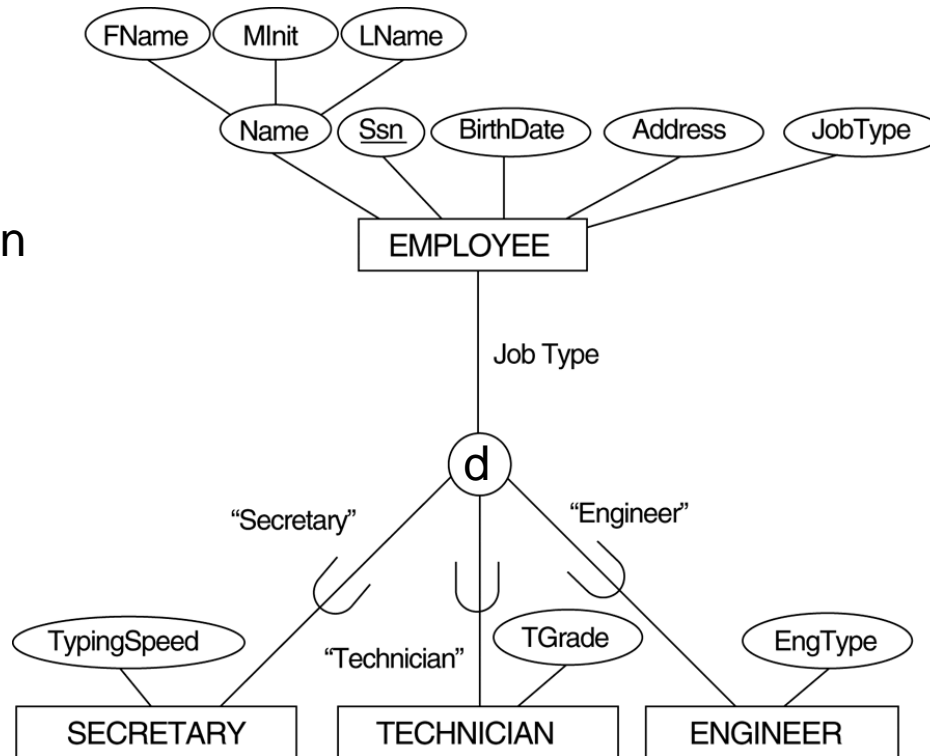 FName MInit LName
Name Ssn BirthDate Address JobType
n
EMPLOYEE
Job Type
d
“Secretary” “Engineer”
TypingSpeed “Technician” TGrade EngType
SECRETARY TECHNICIAN ENGINEER